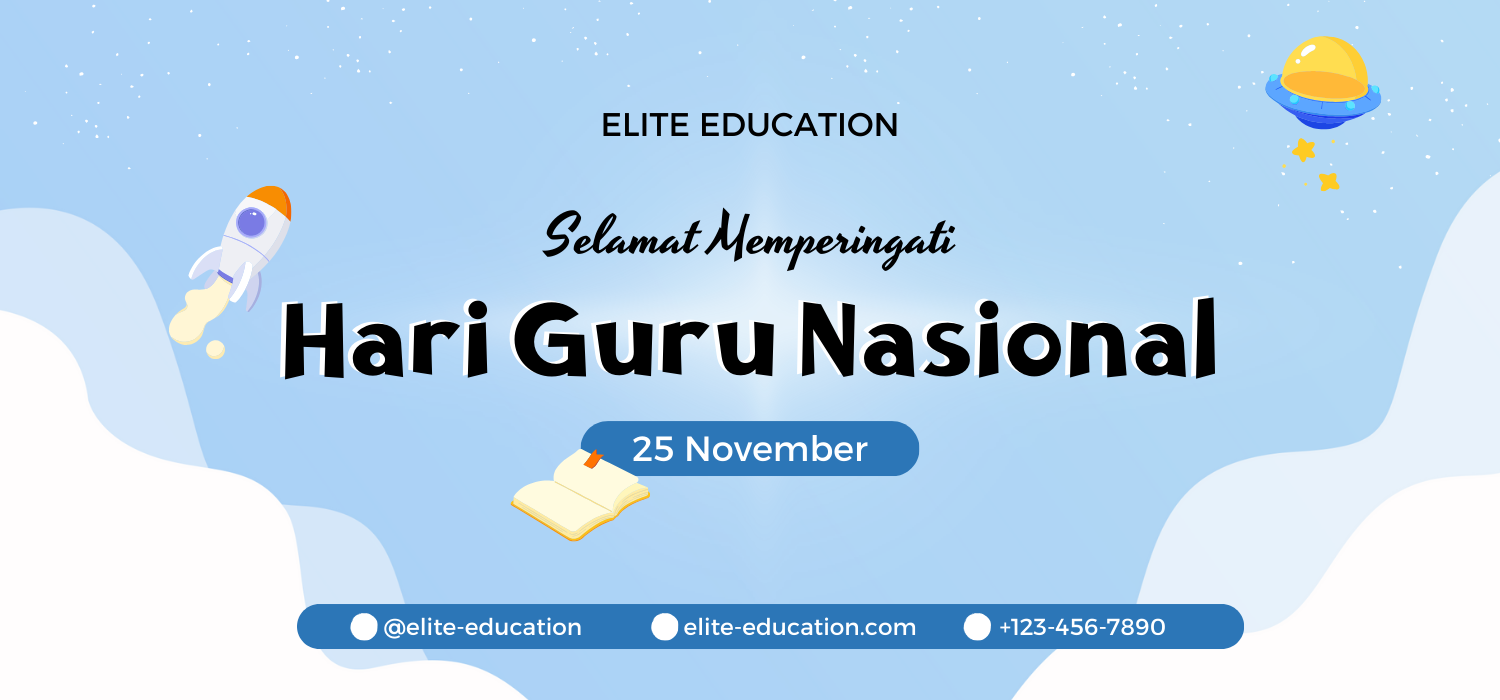 ELITE EDUCATION
Selamat Memperingati
Hari Guru Nasional
25 November
@elite-education elite-education.com +123-456-7890